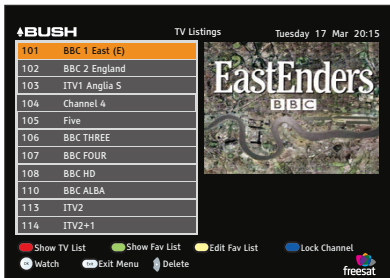 BUSH TV Listings Tuesday 17 Mar 20:15
101 BBC 1 East (E)
102 BBC 2 England
103 ITV1 Anglia S
104 Channel 4
105 Five
106 BBC THREE
107 BBC FOUR
108 BBC HD
110 BBC ALBA
113 ITV2
114 ITV2+1
EastEnders
BBC
Show TV List Show Fav List Edit Fav List Lock Channel
OK Watch Exit Exit Menu Delete
freesat